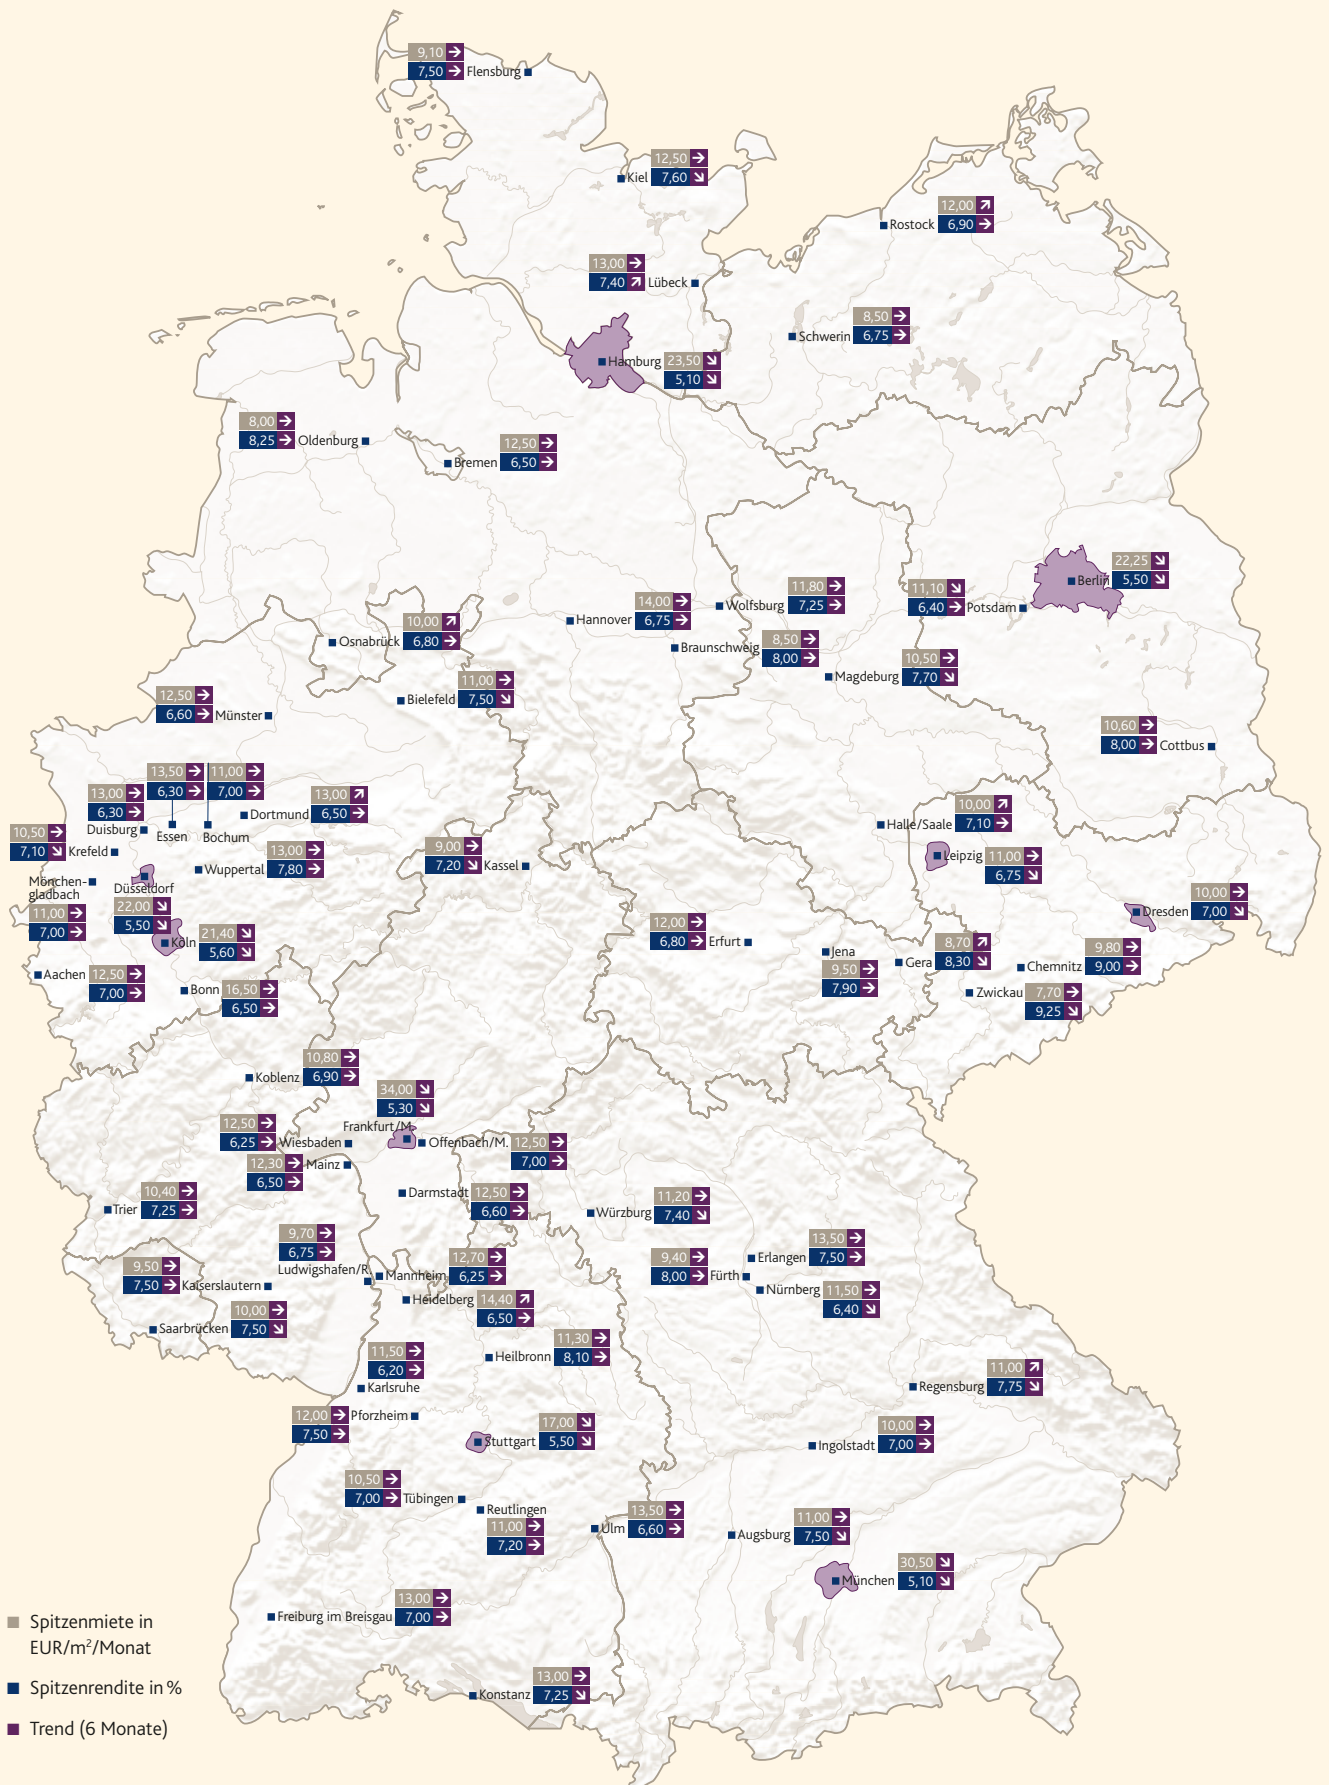 9,10 →
7,50 → Flensburg
12,50 →
Kiel 7,60 ↘
12,00 ↗
Rostock 6,90 →
13,00 →
7,40 ↗ Lübeck
8,50 →
Schwerin 6,75 →
Hamburg 23,50 ↘
5,10 ↘
8,00 →
8,25 → Oldenburg
12,50 →
Bremen 6,50 →
22,25 ↘
Berlin 5,50 ↘
11,80 →
Wolfsburg 7,25 →
11,10 ↘
6,40 → Potsdam
14,00 →
Hannover 6,75 →
10,00 ↗
Osnabrück 6,80 →
8,50 →
Braunschweig 8,00 →
10,50 →
Magdeburg 7,70 ↘
11,00 →
Bielefeld 7,50 ↘
12,50 →
6,60 → Münster
10,60 →
8,00 → Cottbus
13,50 →
6,30 →
Essen
11,00 →
7,00 →
Bochum
13,00 →
6,30 →
Duisburg
13,00 ↗
Dortmund 6,50 →
10,00 ↗
Halle/Saale 7,10 →
10,50 →
7,10 ↘ Krefeld
13,00 →
Wuppertal 7,80 →
9,00 →
7,20 ↘ Kassel
Leipzig 11,00 →
6,75 ↘
Mönchen-
gladbach
11,00 →
7,00 →
Düsseldorf
22,00 ↘
5,50 ↘
10,00 →
Dresden 7,00 ↘
21,40 ↘
Köln 5,60 ↘
12,00 →
6,80 → Erfurt
Jena
9,50 →
7,90 →
8,70 ↗
Gera 8,30 ↘
9,80 →
Chemnitz 9,00 →
Aachen 12,50 →
7,00 →
Bonn 16,50 →
6,50 →
Zwickau 7,70 →
9,25 ↘
10,80 →
Koblenz 6,90 →
34,00 ↘
5,30 ↘
Frankfurt/M.
12,50 →
6,25 → Wiesbaden
Offenbach/M. 12,50 →
7,00 →
12,30 → Mainz
6,50 →
10,40 →
Trier 7,25 →
Darmstadt 12,50 →
6,60 →
11,20 →
Würzburg 7,40 ↘
9,70 →
6,75 →
Ludwigshafen/R.
13,50 →
Erlangen 7,50 →
9,50 →
7,50 → Kaiserslautern
12,70 →
Mannheim 6,25 →
9,40 →
8,00 → Fürth
Nürnberg 11,50 →
6,40 ↘
Heidelberg 14,40 ↗
6,50 →
10,00 →
Saarbrücken 7,50 ↘
11,30 →
Heilbronn 8,10 →
11,50 →
6,20 →
Karlsruhe
11,00 ↗
Regensburg 7,75 ↘
12,00 → Pforzheim
7,50 →
17,00 ↘
Stuttgart 5,50 ↘
10,00 →
Ingolstadt 7,00 →
10,50 →
7,00 → Tübingen
Reutlingen
11,00 →
7,20 →
13,50 →
Ulm 6,60 →
11,00 →
Augsburg 7,50 ↘
30,50 ↘
München 5,10 ↘
13,00 →
Freiburg im Breisgau 7,00 →
13,00 →
Konstanz 7,25 ↘
Spitzenmiete in
EUR/m²/Monat
Spitzenrendite in %
Trend (6 Monate)